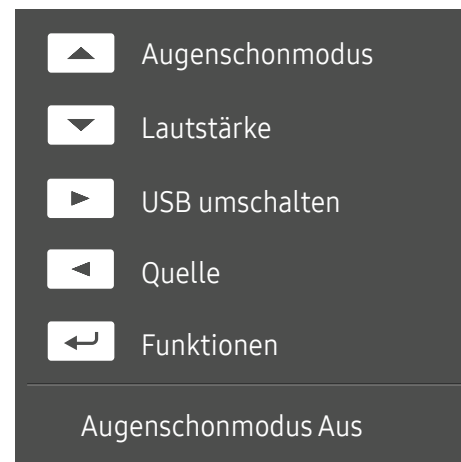 Augenschonmodus
Lautstärke
USB umschalten
Quelle
Funktionen
Augenschonmodus Aus